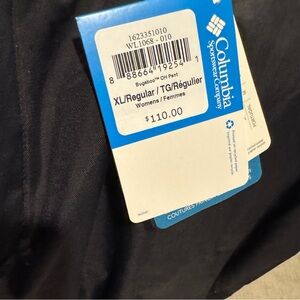 1623351010
WL1068 - 010
8 88664 19254 1
Bugaboo™ OH Pant
XL/Regular / TG/Régulier
Womens / Femmes
$110.00
Columbia
Sportswear Company
COUTURES